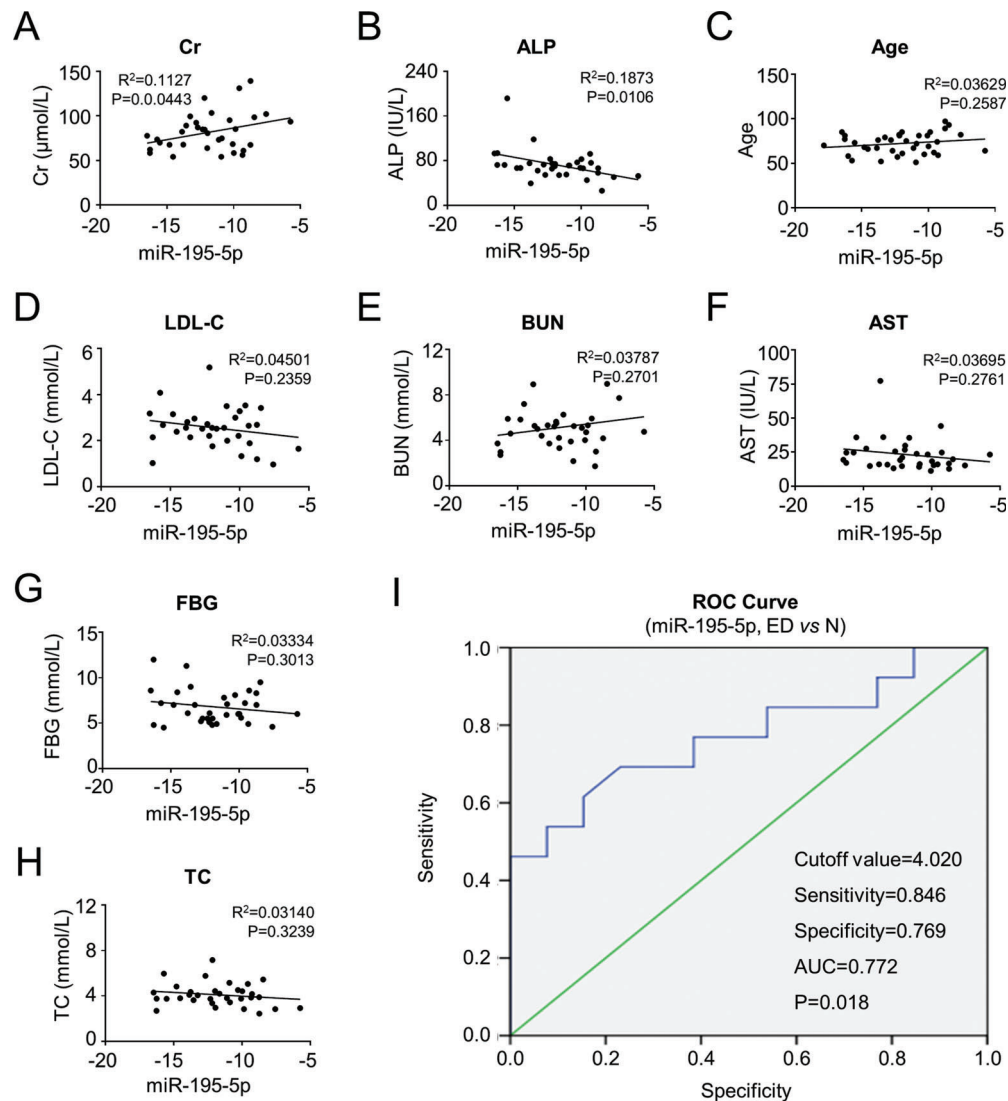 A
Cr
R²=0.1127
P=0.0.0443
150
100
50
0
-20
-15
-10
-5
Cr (μmol/L)
miR-195-5p
B
ALP
R²=0.1873
P=0.0106
240
160
80
0
-20
-15
-10
-5
ALP (IU/L)
miR-195-5p
C
Age
R²=0.03629
P=0.2587
150
100
50
0
-20
-15
-10
-5
Age
miR-195-5p
D
LDL-C
R²=0.04501
P=0.2359
6
4
2
0
-20
-15
-10
-5
LDL-C (mmol/L)
miR-195-5p
E
BUN
R²=0.03787
P=0.2701
12
8
4
0
-20
-15
-10
-5
BUN (mmol/L)
miR-195-5p
F
AST
R²=0.03695
P=0.2761
100
75
50
25
0
-20
-15
-10
-5
AST (IU/L)
miR-195-5p
G
FBG
R²=0.03334
P=0.3013
15
10
5
0
-20
-15
-10
-5
FBG (mmol/L)
miR-195-5p
H
TC
R²=0.03140
P=0.3239
12
8
4
0
-20
-15
-10
-5
TC (mmol/L)
miR-195-5p
I
ROC Curve
(miR-195-5p, ED vs N)
1.0
0.8
0.6
0.4
0.2
0.0
Sensitivity
Cutoff value=4.020
Sensitivity=0.846
Specificity=0.769
AUC=0.772
P=0.018
0.0
0.2
0.4
0.6
0.8
1.0
Specificity